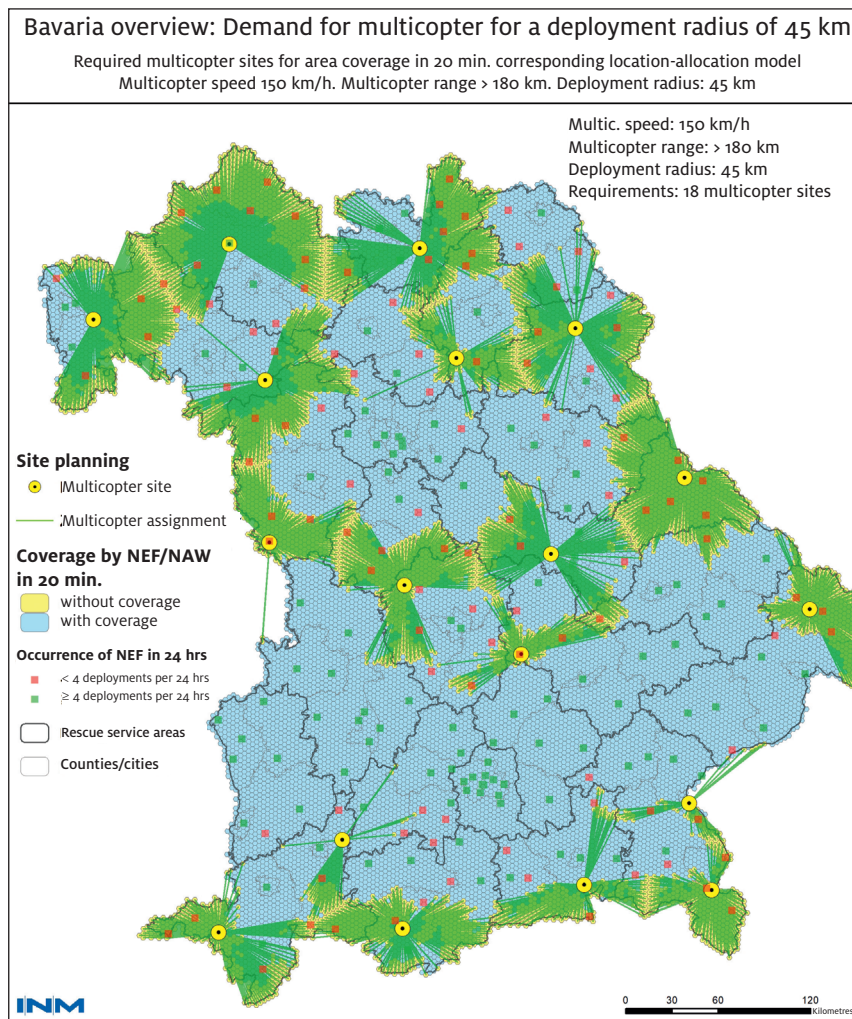 Bavaria overview: Demand for multicopter for a deployment radius of 45 km
Required multicopter sites for area coverage in 20 min. corresponding location-allocation model
Multicopter speed 150 km/h. Multicopter range > 180 km. Deployment radius: 45 km
Multic. speed: 150 km/h
Multicopter range: > 180 km
Deployment radius: 45 km
Requirements: 18 multicopter sites
Site planning
Multicopter site
Multicopter assignment
Coverage by NEF/NAW
in 20 min.
without coverage
with coverage
Occurrence of NEF in 24 hrs
< 4 deployments per 24 hrs
≥ 4 deployments per 24 hrs
Rescue service areas
Counties/cities
INM
0 30 60 120
Kilometres